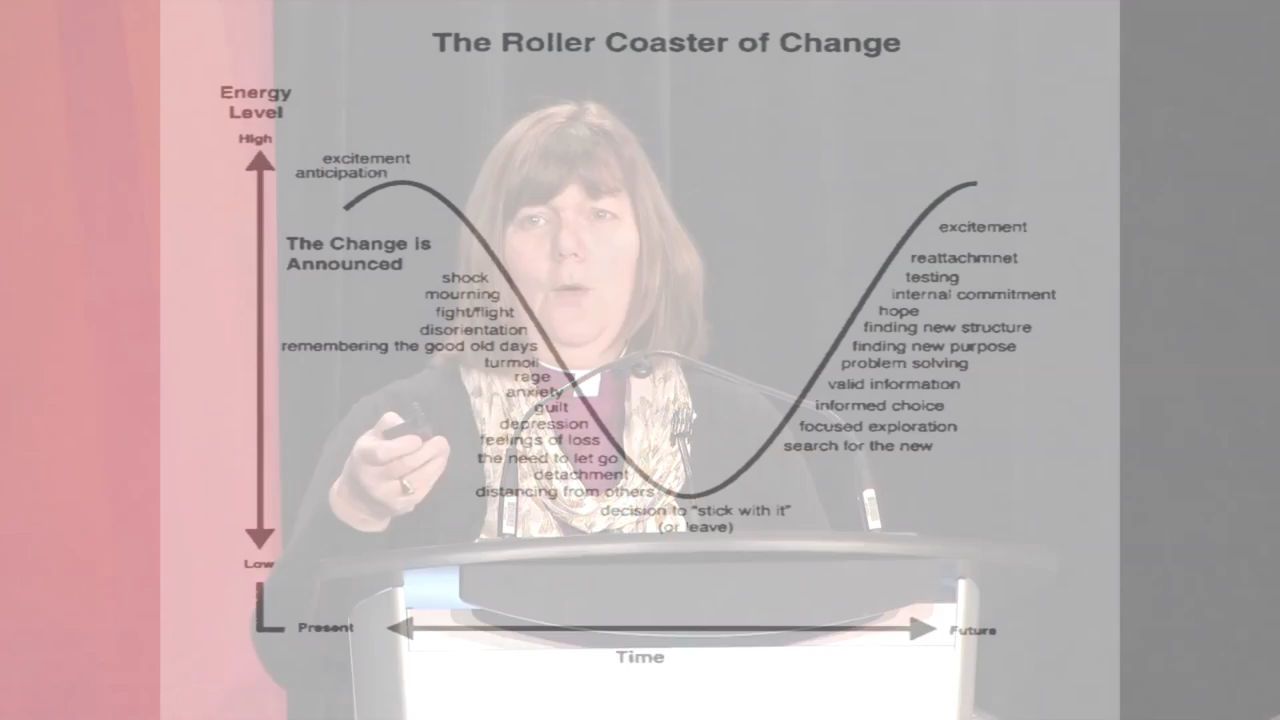 The Roller Coaster of Change
Energy
Level
High
excitement
anticipation
The Change is
Announced
shock
mourning
fight/flight
disorientation
remembering the good old days
turmoil
rage
anxiety
guilt
depression
feelings of loss
the need to let go
detachment
distancing from others
decision to "stick with it"
(or leave)
excitement
reattachmnet
testing
internal commitment
hope
finding new structure
finding new purpose
problem solving
valid information
informed choice
focused exploration
search for the new
Low
Present
Future
Time